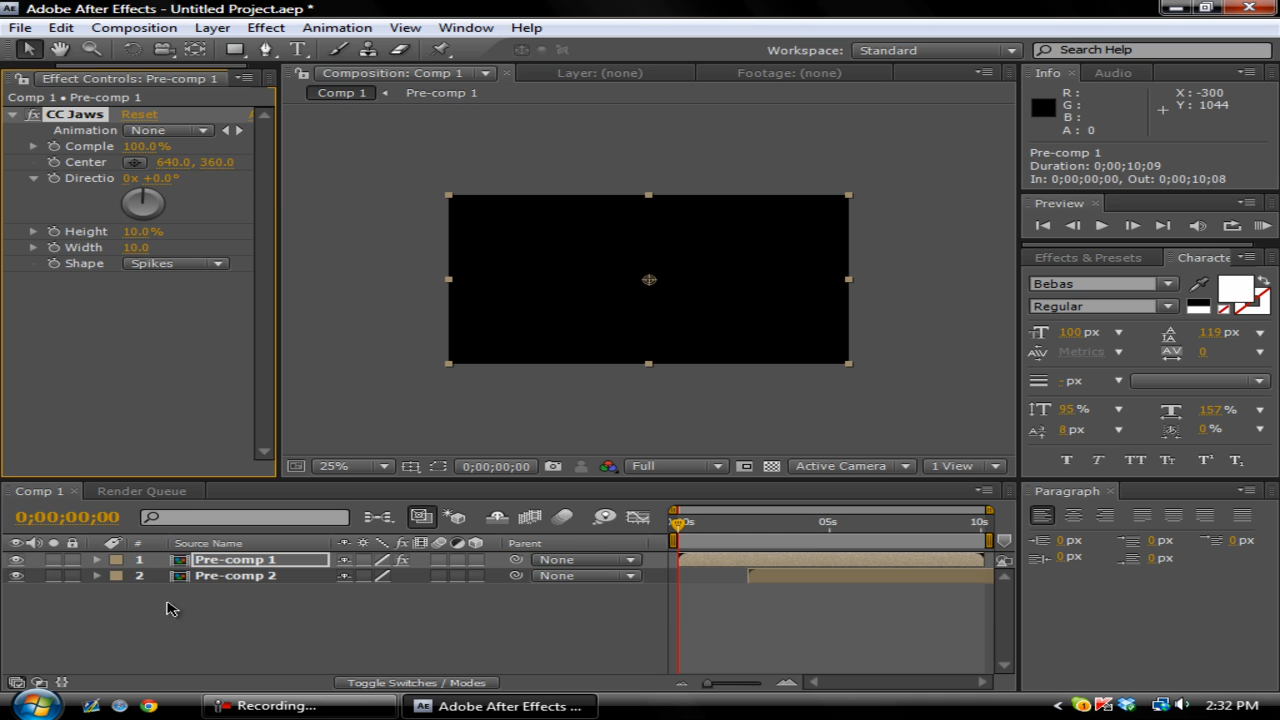 Adobe After Effects - Untitled Project.aep *
File Edit Composition Layer Effect Animation View Window Help
Workspace: Standard Search Help
Effect Controls: Pre-comp 1
Comp 1 • Pre-comp 1
fx CC Jaws Reset
Animation None
Comple 100.0%
Center 640.0, 360.0
Directio 0x +0.0°
Height 10.0%
Width 10.0
Shape Spikes
Composition: Comp 1 Layer: (none) Footage: (none)
Comp 1 Pre-comp 1
25% 0;00;00;00 Full Active Camera 1 View
Info Audio
R : X : -300
G : Y : 1044
B :
A : 0
Pre-comp 1
Duration: 0;00;10;09
In: 0;00;00;00, Out: 0;00;10;08
Preview
Effects & Presets Characte
Bebas
Regular
100 px 119 px
Metrics 0
- px
95 % 157 %
8 px 0 %
T T TT Tr T¹ T₁
Paragraph
0 px 0 px 0 px
0 px 0 px
Comp 1 Render Queue
0;00;00;00 05s 10s
# Source Name Parent
1 Pre-comp 1 fx None
2 Pre-comp 2 None
Toggle Switches / Modes
Recording... Adobe After Effects ... 2:32 PM